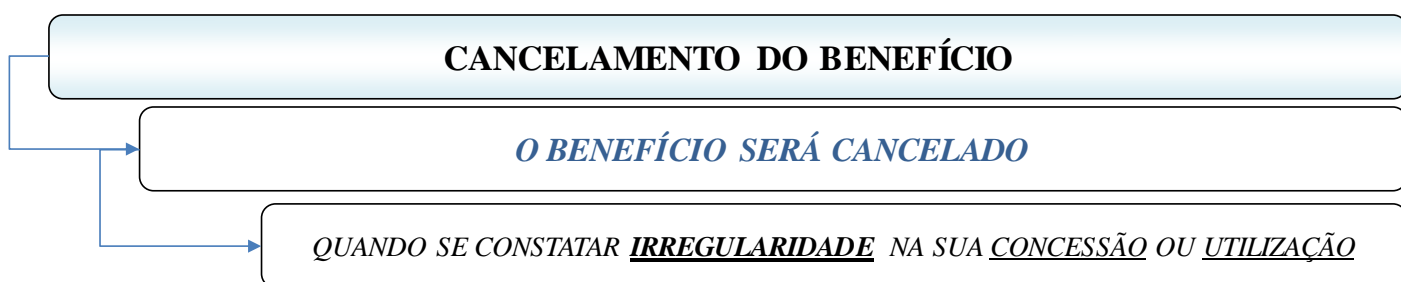 CANCELAMENTO DO BENEFÍCIO
O BENEFÍCIO SERÁ CANCELADO
QUANDO SE CONSTATAR IRREGULARIDADE NA SUA CONCESSÃO OU UTILIZAÇÃO